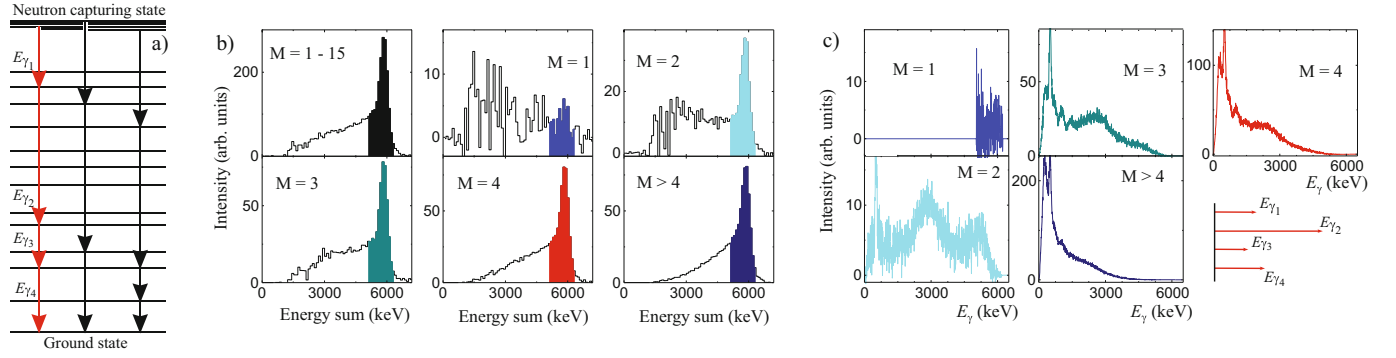 Neutron capturing state
a)
Eγ1
Eγ2
Eγ3
Eγ4
Ground state
b)
Intensity (arb. units)
M = 1 - 15
200
0
M = 1
10
0
M = 2
20
0
M = 3
50
0
0 3000 6000
Energy sum (keV)
M = 4
50
0
0 3000 6000
Energy sum (keV)
M > 4
50
0
0 3000 6000
Energy sum (keV)
c)
Intensity (arb. units)
M = 1
10
0
M = 2
10
0
0 3000 6000
Eγ (keV)
M = 3
50
0
M > 4
200
0
0 3000 6000
Eγ (keV)
M = 4
100
0
0 3000 6000
Eγ (keV)
Eγ1
Eγ2
Eγ3
Eγ4